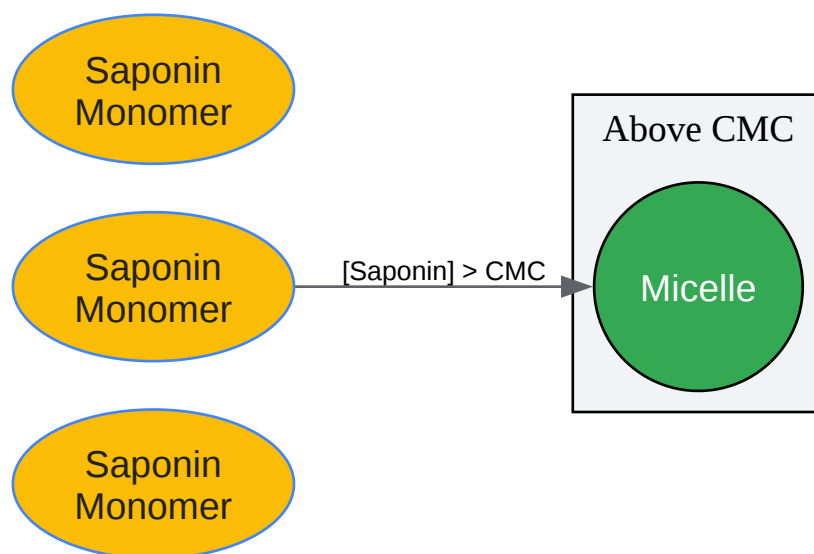 Saponin
Monomer
Above CMC
Saponin
Monomer
[Saponin] > CMC
Micelle
Saponin
Monomer